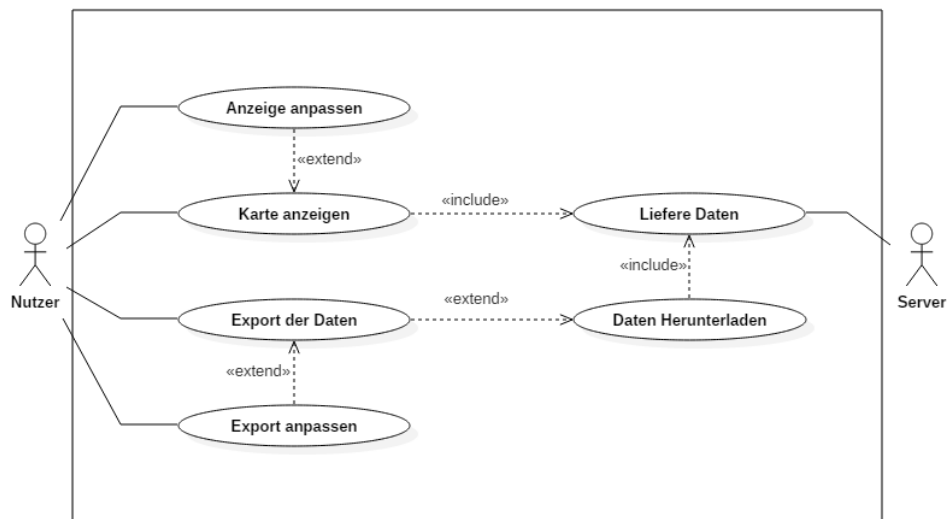 Anzeige anpassen
«extend»
Karte anzeigen
«include»
Liefere Daten
Nutzer
Server
«include»
Export der Daten
«extend»
Daten Herunterladen
«extend»
Export anpassen